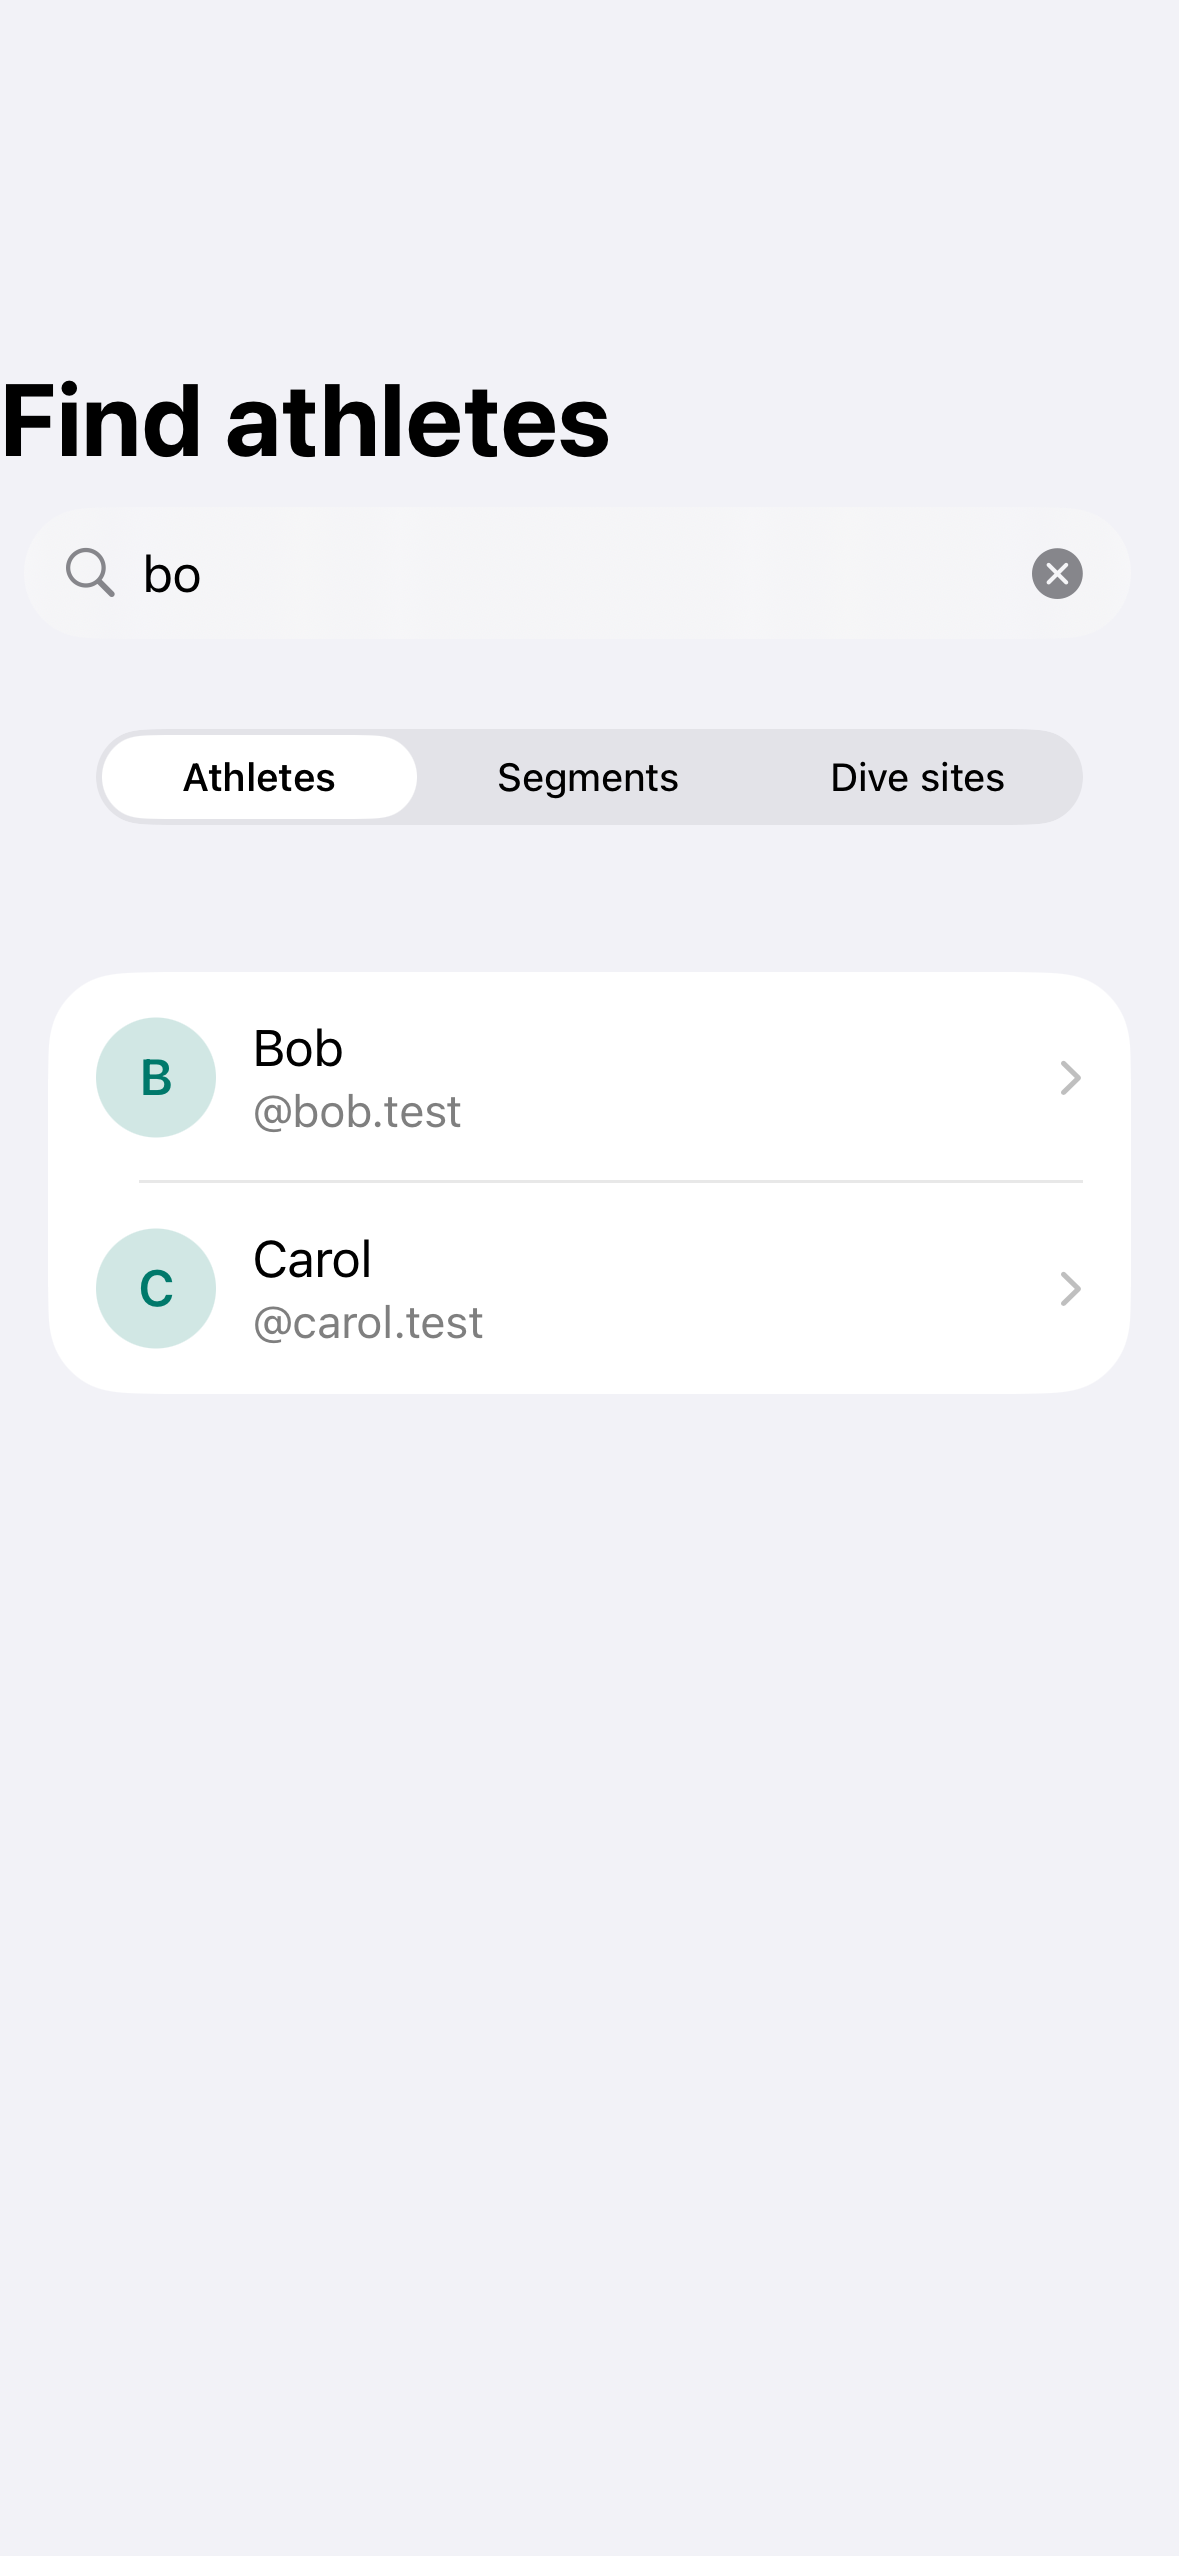 Find athletes
bo
Athletes Segments Dive sites
B
Bob
@bob.test
C
Carol
@carol.test